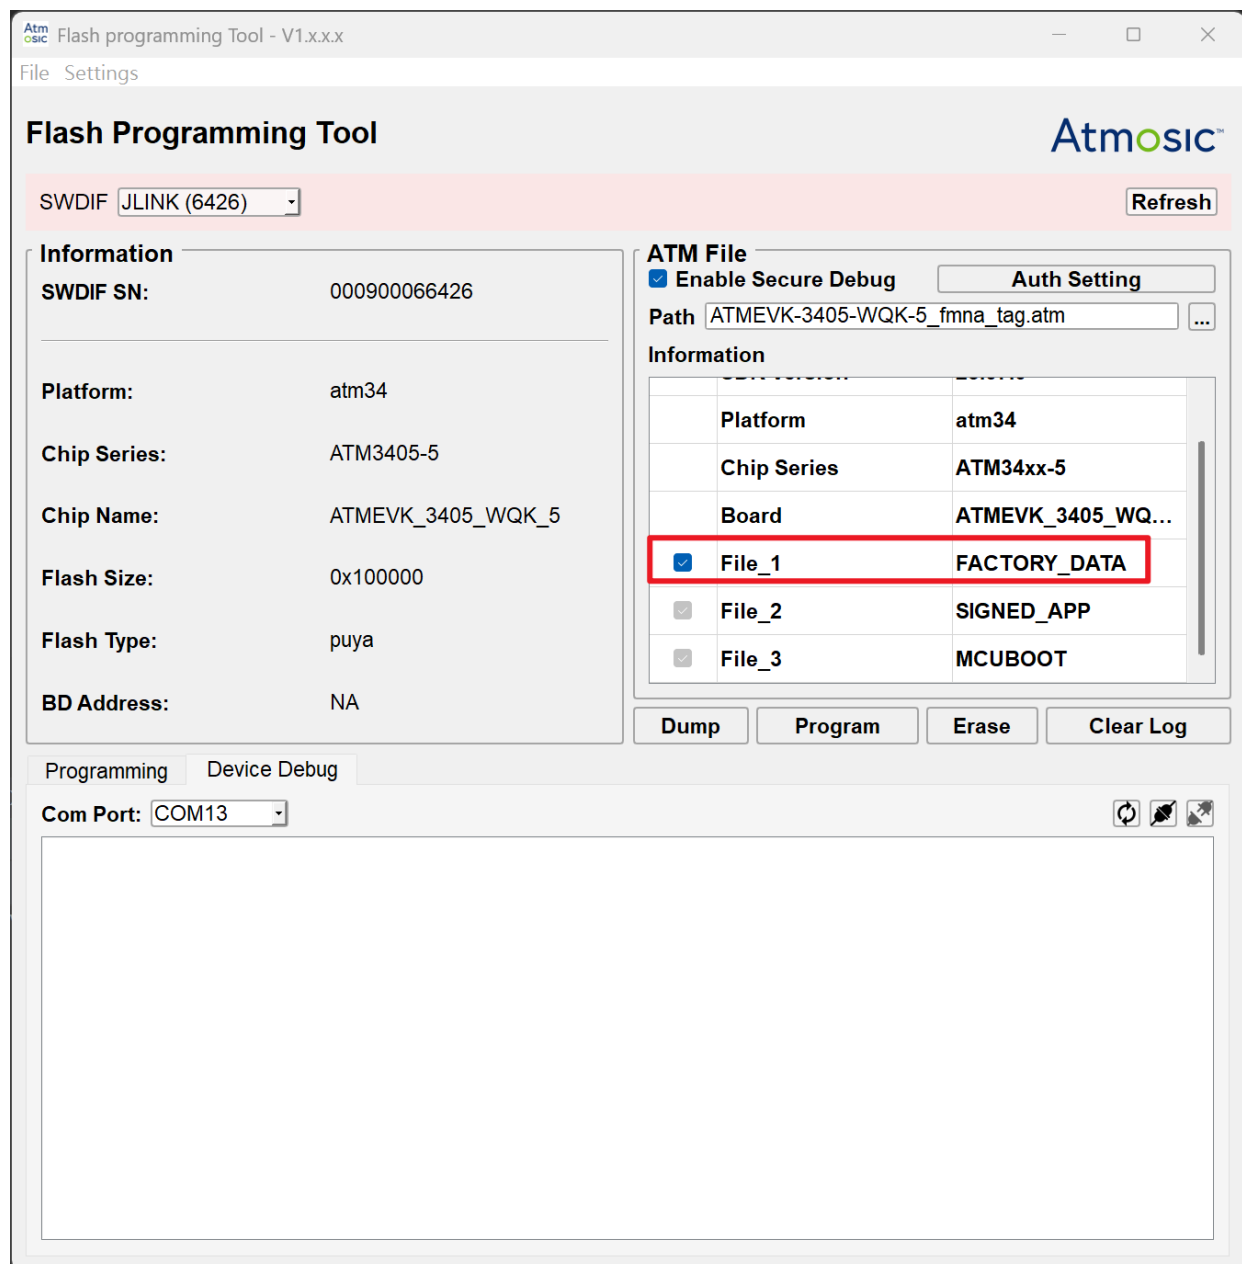 Atmosic Flash programming Tool - V1.x.x.x
File Settings
Flash Programming Tool
Atmosic™
SWDIF JLINK (6426) Refresh
Information
SWDIF SN: 000900066426
Platform: atm34
Chip Series: ATM3405-5
Chip Name: ATMEVK_3405_WQK_5
Flash Size: 0x100000
Flash Type: puya
BD Address: NA
ATM File
Enable Secure Debug Auth Setting
Path ATMEVK-3405-WQK-5_fmna_tag.atm ...
Information
Platform atm34
Chip Series ATM34xx-5
Board ATMEVK_3405_WQ...
File_1 FACTORY_DATA
File_2 SIGNED_APP
File_3 MCUBOOT
Dump Program Erase Clear Log
Programming Device Debug
Com Port: COM13